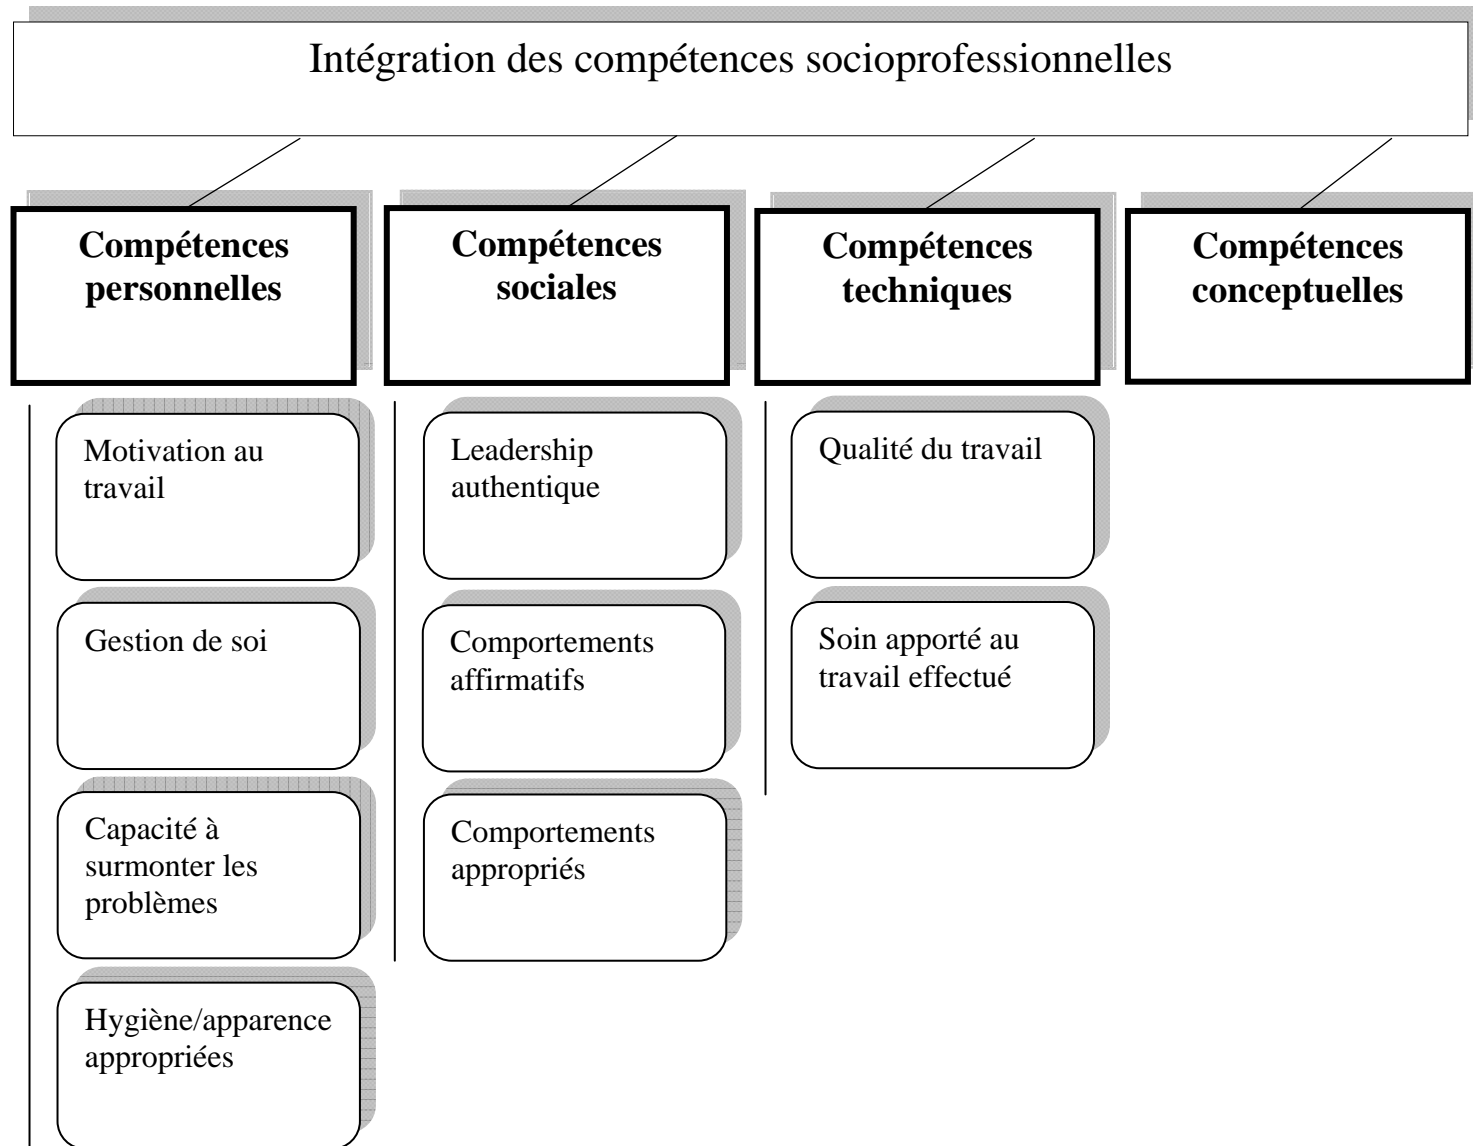 Intégration des compétences socioprofessionnelles
Compétences
personnelles
Compétences
sociales
Compétences
techniques
Compétences
conceptuelles
Motivation au
travail
Gestion de soi
Capacité à
surmonter les
problèmes
Hygiène/apparence
appropriées
Leadership
authentique
Comportements
affirmatifs
Comportements
appropriés
Qualité du travail
Soin apporté au
travail effectué